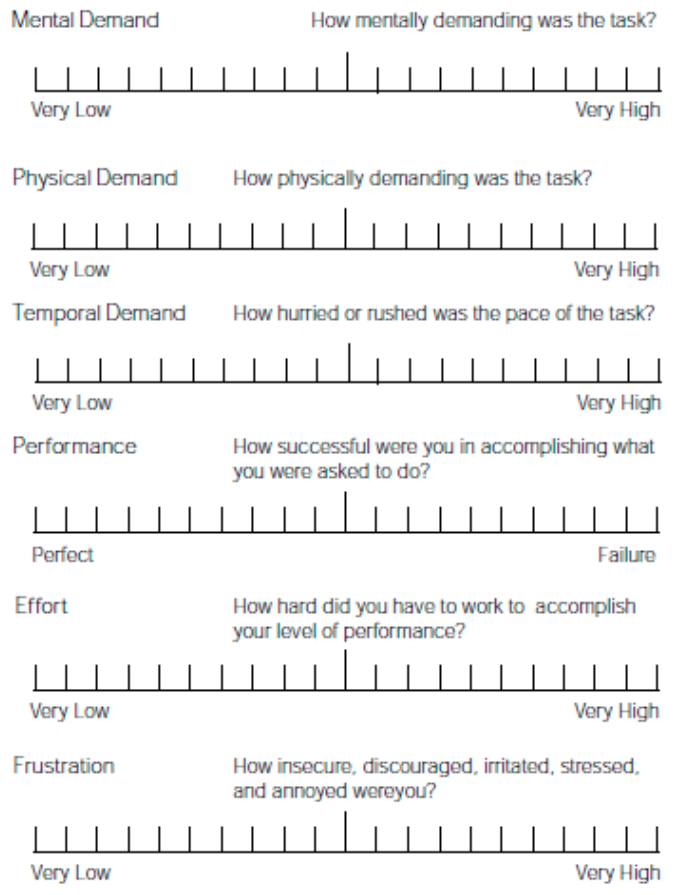 Mental Demand How mentally demanding was the task?
Very Low Very High
Physical Demand How physically demanding was the task?
Very Low Very High
Temporal Demand How hurried or rushed was the pace of the task?
Very Low Very High
Performance How successful were you in accomplishing what
you were asked to do?
Perfect Failure
Effort How hard did you have to work to accomplish
your level of performance?
Very Low Very High
Frustration How insecure, discouraged, irritated, stressed,
and annoyed wereyou?
Very Low Very High